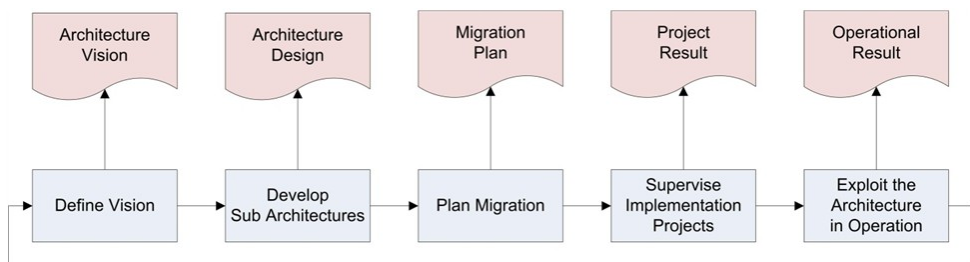 Architecture
Vision
Architecture
Design
Migration
Plan
Project
Result
Operational
Result
Define Vision
Develop
Sub Architectures
Plan Migration
Supervise
Implementation
Projects
Exploit the
Architecture
in Operation